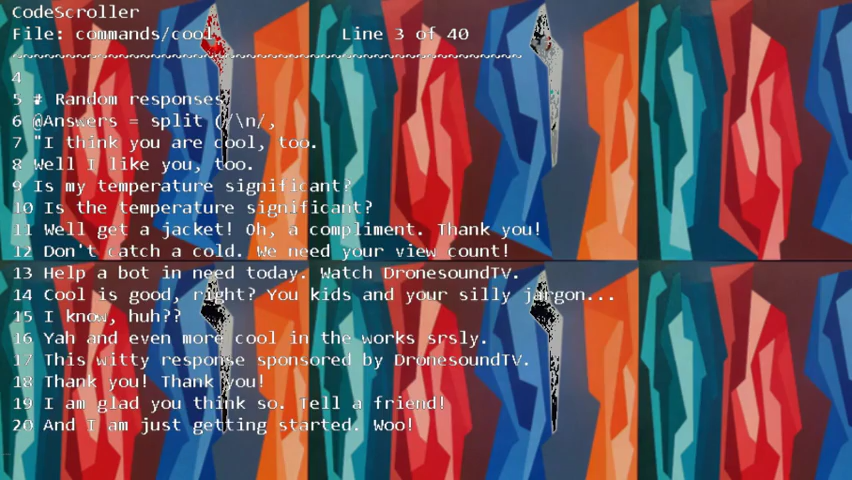 CodeScroller
File: commands/cool Line 3 of 40
~~~~~~~~~~~~~~~~~~~~~~~~~~~~~~~~~~~~~~~~~~~~~~~~~~~~~~~~~~~~
4
5 # Random responses
6 @Answers = split (/\n/,
7 "I think you are cool, too.
8 Well I like you, too.
9 Is my temperature significant?
10 Is the temperature significant?
11 Well get a jacket! Oh, a compliment. Thank you!
12 Don't catch a cold. We need your view count!
13 Help a bot in need today. Watch DronesoundTV.
14 Cool is good, right? You kids and your silly jargon...
15 I know, huh??
16 Yah and even more cool in the works srsly.
17 This witty response sponsored by DronesoundTV.
18 Thank you! Thank you!
19 I am glad you think so. Tell a friend!
20 And I am just getting started. Woo!